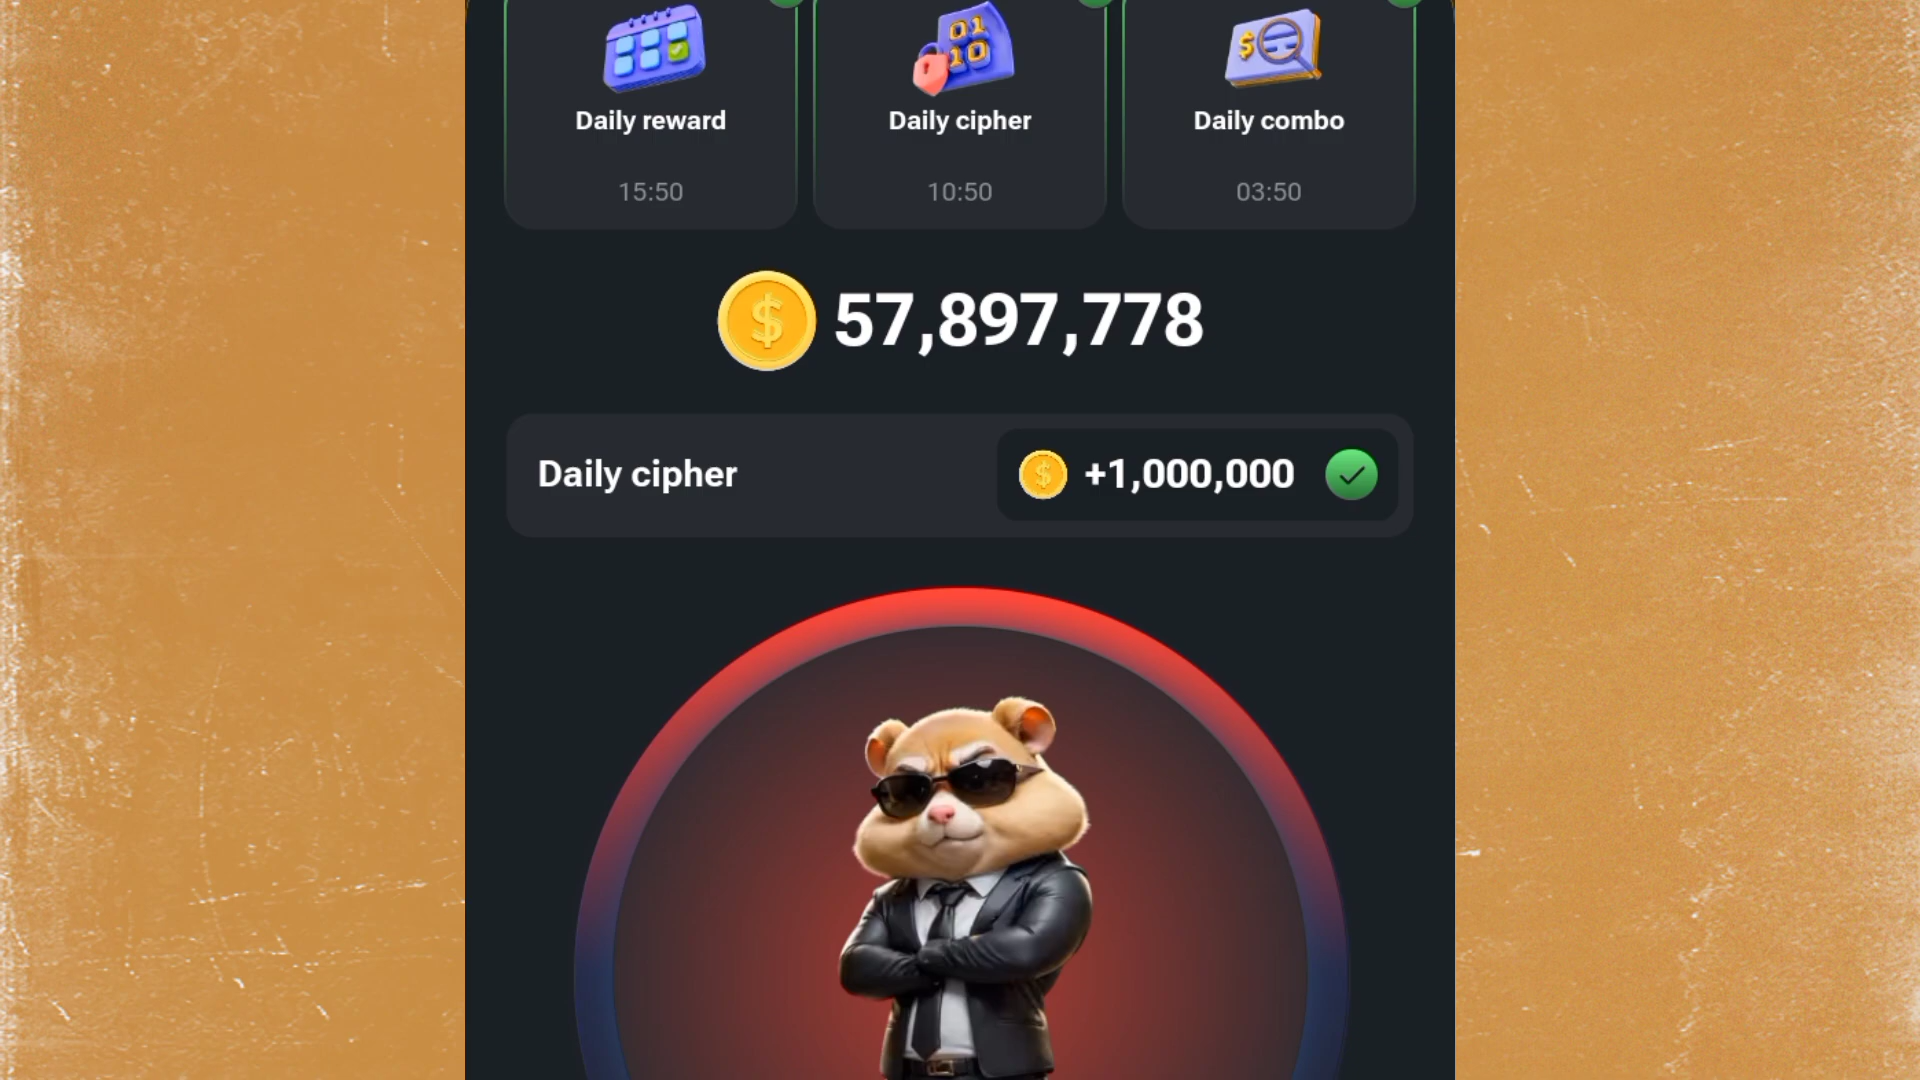 Daily reward
Daily cipher
Daily combo
15:50
10:50
03:50
57,897,778
Daily cipher
+1,000,000